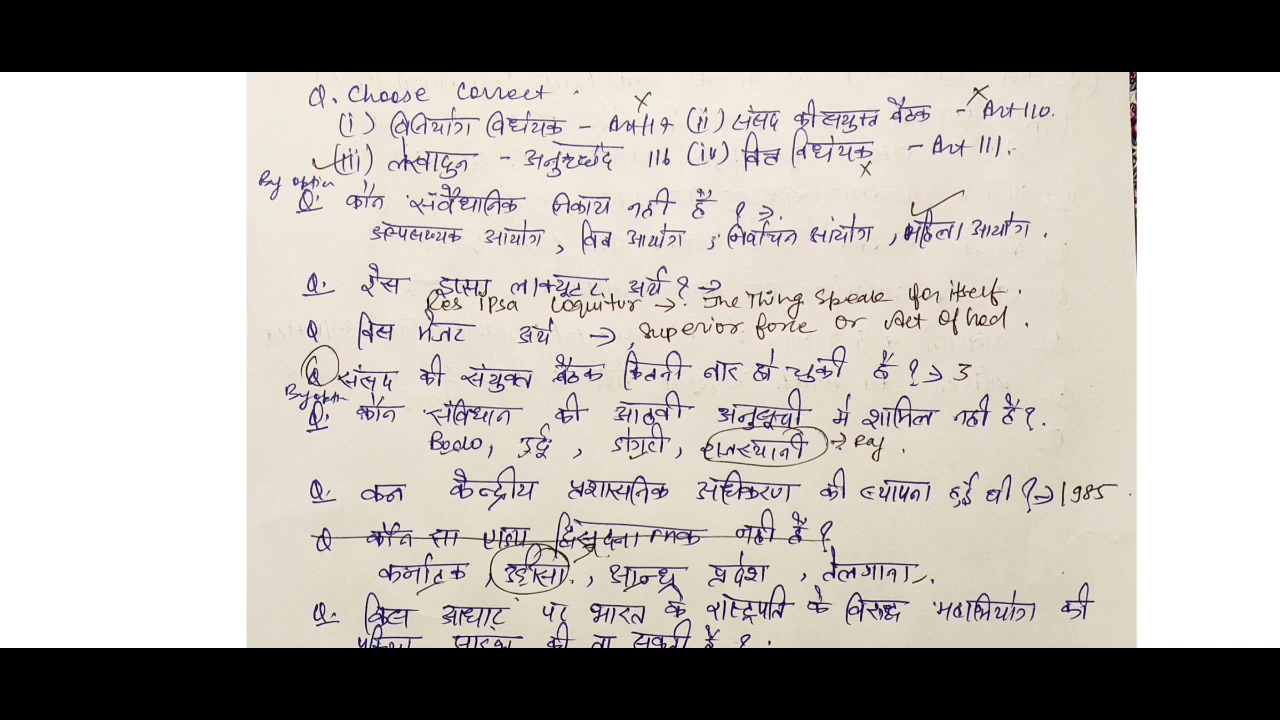 Q. Choose correct.
(i) विनियोग विधेयक - Art 117 (ii) संसद की संयुक्त बैठक - Art 110.
(iii) लेखादुन - अनुच्छेद 116 (iv) वित्त विधेयक - Art 111.
By option
Q. कौन संवैधानिक निकाय नही है? ⇒.
अल्पसंख्यक आयोग, वित्त आयोग, निर्वाचन आयोग, महिला आयोग.
Q. रैस इप्सा लाक्यूटर अर्थ? →
Res ipsa loquitur → The Thing speake for itself.
Q विस मेजर अर्थ →, Superior force or Act of God.
Q संसद की संयुक्त बैठक कितनी बार हो चुकी है? → 3
By option
Q. कौन संविधान की आठवी अनुसूची मे शामिल नही है?.
Bodo, उर्दू, डोगरी, राजस्थानी → Raj.
Q. कब केन्द्रीय प्रशासनिक अधिकरण की स्थापना हुई थी? → 1985.
Q कौन सा राज्य द्विसदनात्मक नही है?
कर्नाटक, उड़ीसा, आन्ध्र प्रदेश, तेलगाना.
Q. किस आधार पर भारत के राष्ट्रपति के विरुद्ध महाभियोग की
की जा सकती है?.